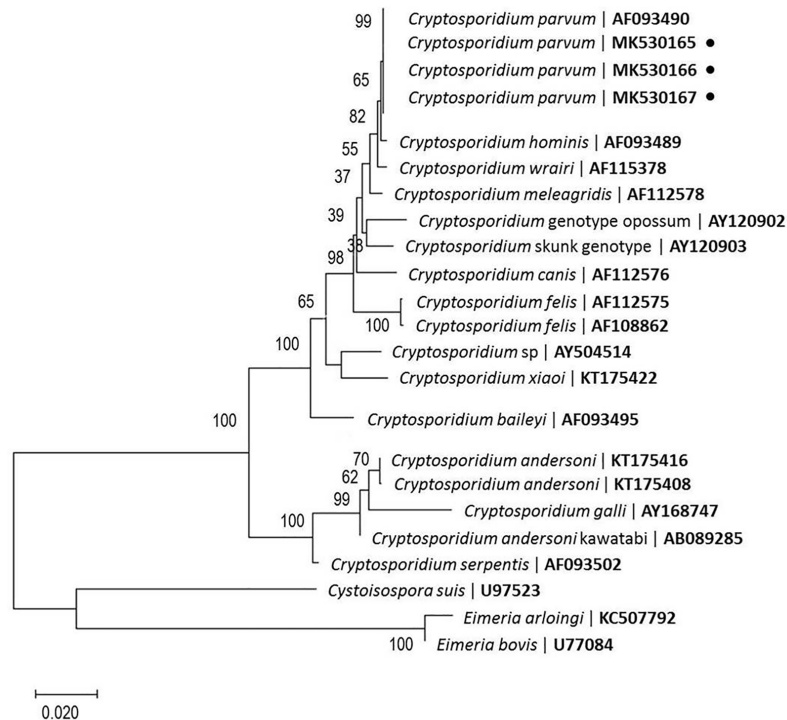 99
Cryptosporidium parvum | AF093490
Cryptosporidium parvum | MK530165 ●
65
Cryptosporidium parvum | MK530166 ●
Cryptosporidium parvum | MK530167 ●
82
Cryptosporidium hominis | AF093489
55
Cryptosporidium wrairi | AF115378
37
Cryptosporidium meleagridis | AF112578
39
Cryptosporidium genotype opossum | AY120902
38
Cryptosporidium skunk genotype | AY120903
98
Cryptosporidium canis | AF112576
65
Cryptosporidium felis | AF112575
100
Cryptosporidium felis | AF108862
100
Cryptosporidium sp | AY504514
Cryptosporidium xiaoi | KT175422
100
Cryptosporidium baileyi | AF093495
70
Cryptosporidium andersoni | KT175416
62
Cryptosporidium andersoni | KT175408
99
Cryptosporidium galli | AY168747
100
Cryptosporidium andersoni kawatabi | AB089285
Cryptosporidium serpentis | AF093502
Cystoisospora suis | U97523
Eimeria arloingi | KC507792
100
Eimeria bovis | U77084
0.020